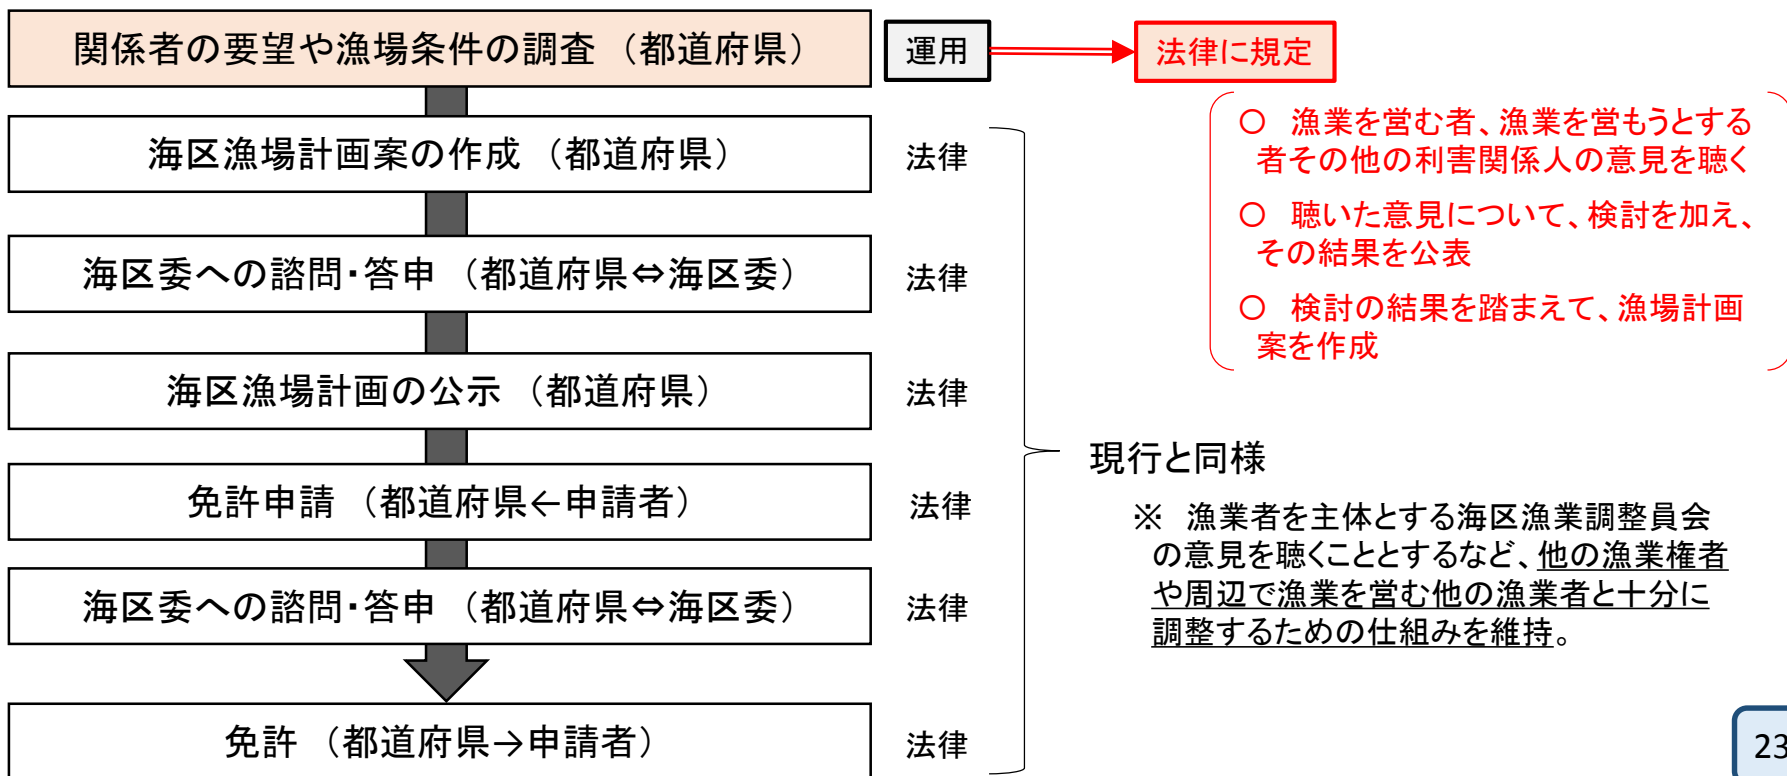 関係者の要望や漁場条件の調査 （都道府県）
運用
法律に規定
○ 漁業を営む者、漁業を営もうとする
者その他の利害関係人の意見を聴く
○ 聴いた意見について、検討を加え、
その結果を公表
○ 検討の結果を踏まえて、漁場計画
案を作成
海区漁場計画案の作成 （都道府県）
法律
海区委への諮問・答申 （都道府県⇔海区委）
法律
海区漁場計画の公示 （都道府県）
法律
免許申請 （都道府県←申請者）
法律
海区委への諮問・答申 （都道府県⇔海区委）
法律
免許 （都道府県→申請者）
法律
現行と同様
※ 漁業者を主体とする海区漁業調整員会
の意見を聴くこととするなど、他の漁業権者
や周辺で漁業を営む他の漁業者と十分に
調整するための仕組みを維持。
23